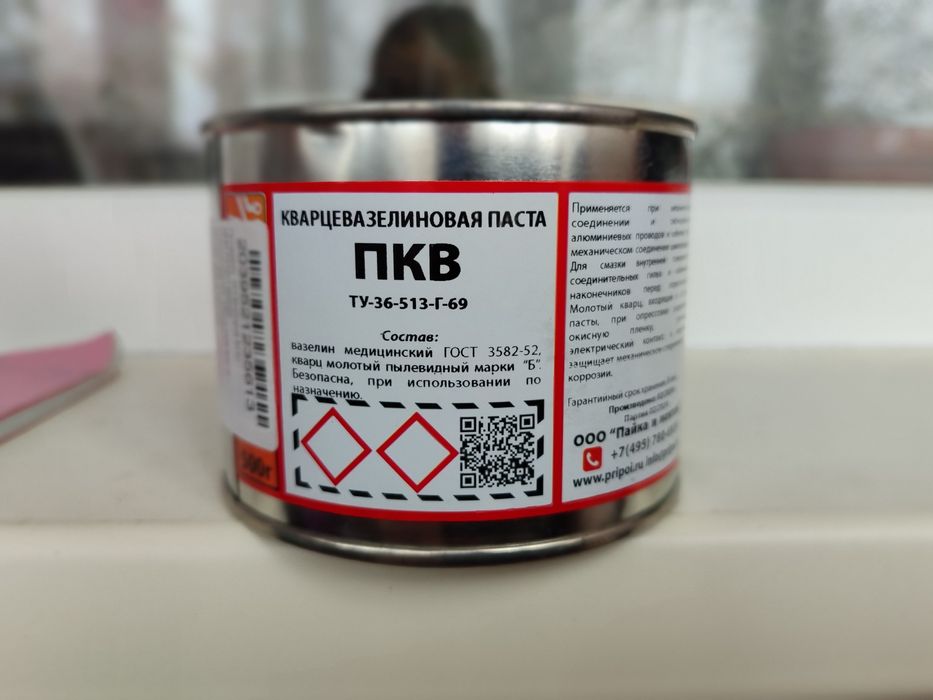 КВАРЦЕВАЗЕЛИНОВАЯ ПАСТА
ПКВ
ТУ-36-513-Г-69
Состав:
вазелин медицинский ГОСТ 3582-52,
кварц молотый пылевидный марки "Б".
Безопасна, при использовании по
назначению.
500г
Применяется при
соединении и
алюминиевых проводов и
механическом соединении
Для смазки внутренней
соединительных гильз и
наконечников перед
Молотый кварц,
пасты, при опрессовке
окисную пленку,
электрический контакт,
защищает механическое
коррозии.
Гарантийный срок хранения
Производство
Партия
ООО "Пайка и
+7(495)
www.pripoi.ru